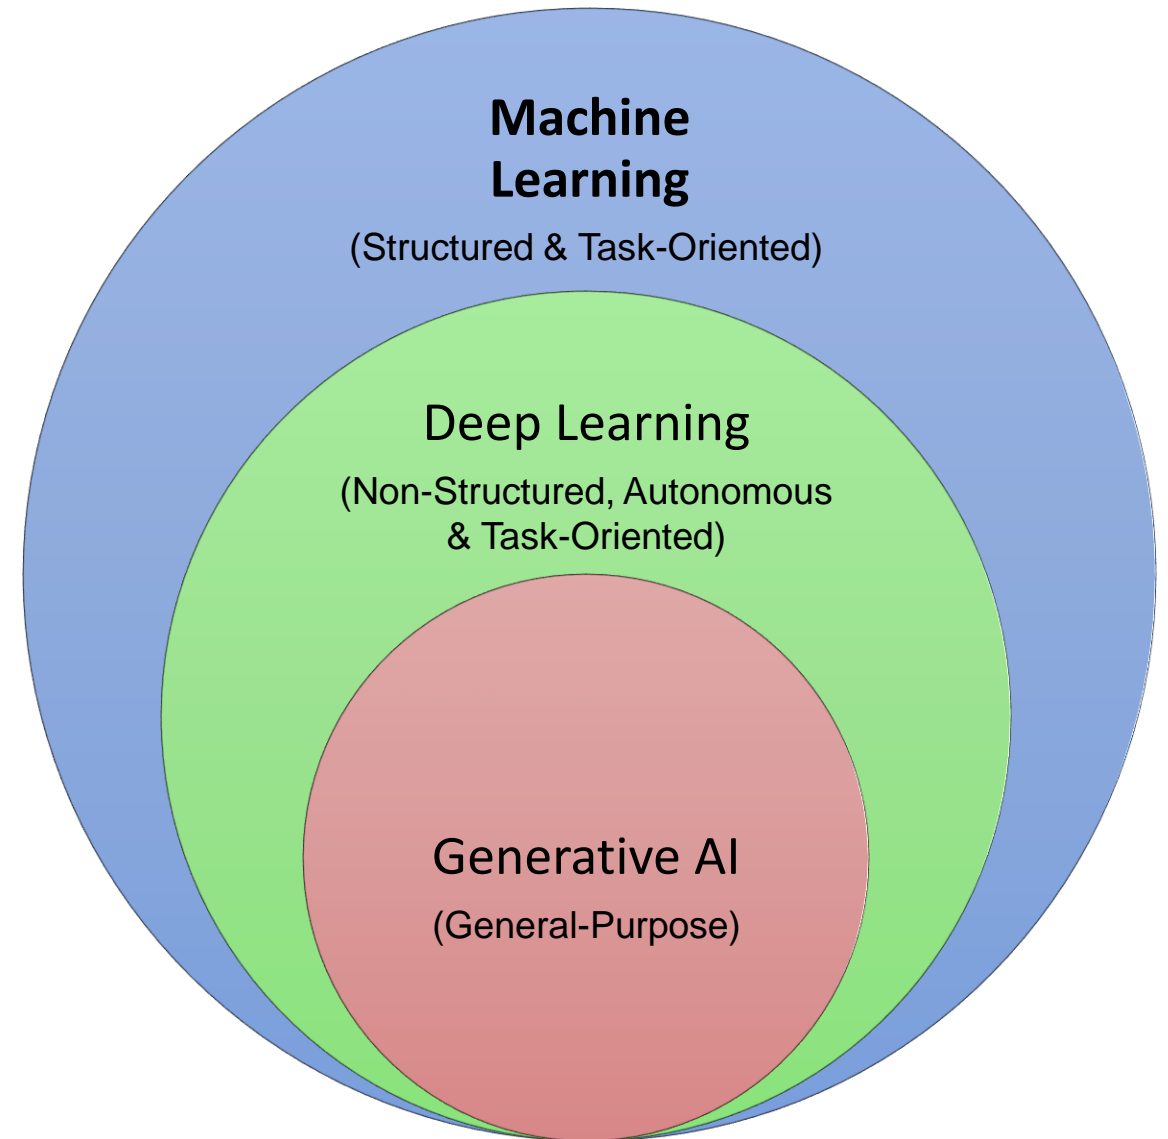 Machine
Learning
(Structured & Task-Oriented)
Deep Learning
(Non-Structured, Autonomous
& Task-Oriented)
Generative AI
(General-Purpose)